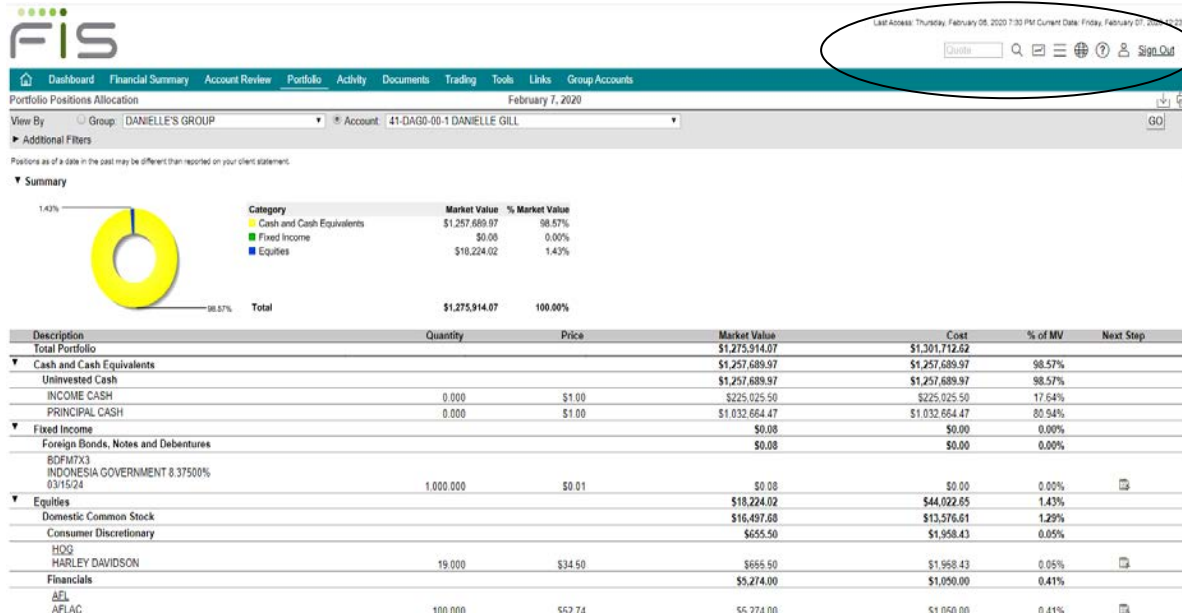 FIS
Last Access: Thursday, February 06, 2020 7:30 PM Current Date: Friday, February 07, 2020 12:23
Quote Sign Out
Dashboard Financial Summary Account Review Portfolio Activity Documents Trading Tools Links Group Accounts
Portfolio Positions Allocation February 7, 2020
View By Group: DANIELLE'S GROUP Account: 41-DAG0-00-1 DANIELLE GILL GO
Additional Filters
Positions as of a date in the past may be different than reported on your client statement.
Summary
1.43%
98.57%
Category Market Value % Market Value
Cash and Cash Equivalents $1,257,689.97 98.57%
Fixed Income $0.08 0.00%
Equities $18,224.02 1.43%
Total $1,275,914.07 100.00%
Description Quantity Price Market Value Cost % of MV Next Step
Total Portfolio $1,275,914.07 $1,301,712.62
Cash and Cash Equivalents $1,257,689.97 $1,257,689.97 98.57%
Uninvested Cash $1,257,689.97 $1,257,689.97 98.57%
INCOME CASH 0.000 $1.00 $225,025.50 $225,025.50 17.64%
PRINCIPAL CASH 0.000 $1.00 $1,032,664.47 $1,032,664.47 80.94%
Fixed Income $0.08 $0.00 0.00%
Foreign Bonds, Notes and Debentures $0.08 $0.00 0.00%
BDFM7X3
INDONESIA GOVERNMENT 8.37500%
03/15/24 1,000.000 $0.01 $0.08 $0.00 0.00%
Equities $18,224.02 $44,022.65 1.43%
Domestic Common Stock $16,497.68 $13,576.61 1.29%
Consumer Discretionary $655.50 $1,958.43 0.05%
HOG
HARLEY DAVIDSON 19.000 $34.50 $655.50 $1,958.43 0.05%
Financials $5,274.00 $1,050.00 0.41%
AFL
AFLAC 100.000 $52.74 $5,274.00 $1,050.00 0.41%